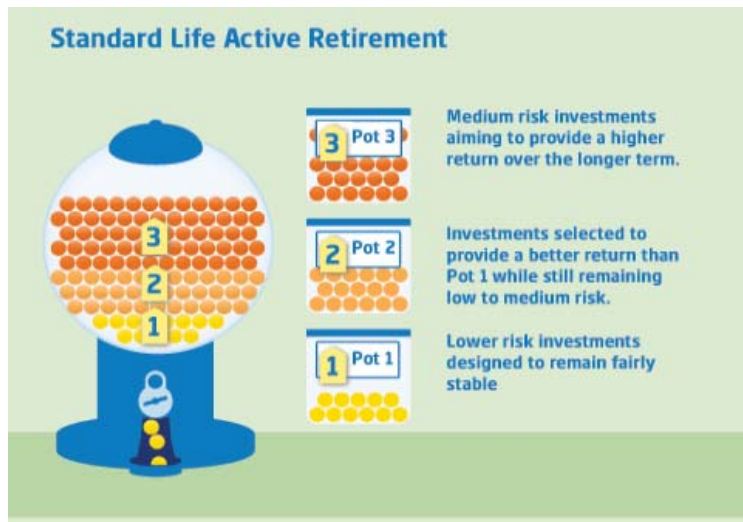 Standard Life Active Retirement
3
2
1
3 Pot 3
Medium risk investments
aiming to provide a higher
return over the longer term.
2 Pot 2
Investments selected to
provide a better return than
Pot 1 while still remaining
low to medium risk.
1 Pot 1
Lower risk investments
designed to remain fairly
stable